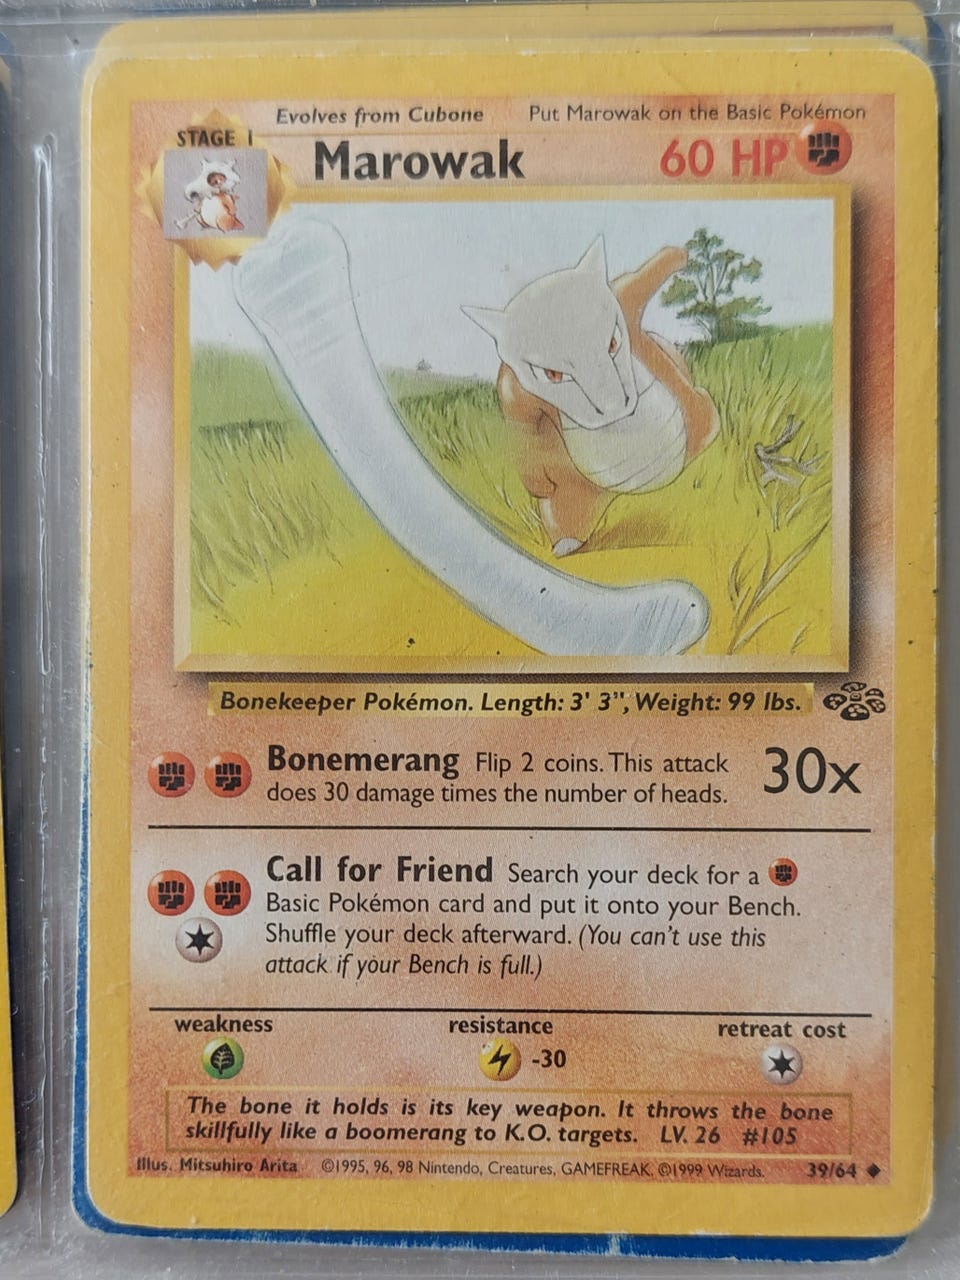 Evolves from Cubone
Put Marowak on the Basic Pokémon
STAGE 1
Marowak
60 HP
Bonekeeper Pokémon. Length: 3' 3", Weight: 99 lbs.
Bonemerang Flip 2 coins. This attack
does 30 damage times the number of heads.
30x
Call for Friend Search your deck for a
Basic Pokémon card and put it onto your Bench.
Shuffle your deck afterward. (You can't use this
attack if your Bench is full.)
weakness
resistance
retreat cost
-30
The bone it holds is its key weapon. It throws the bone
skillfully like a boomerang to K.O. targets. LV. 26 #105
Illus. Mitsuhiro Arita ©1995, 96, 98 Nintendo, Creatures, GAMEFREAK. ©1999 Wizards. 39/64